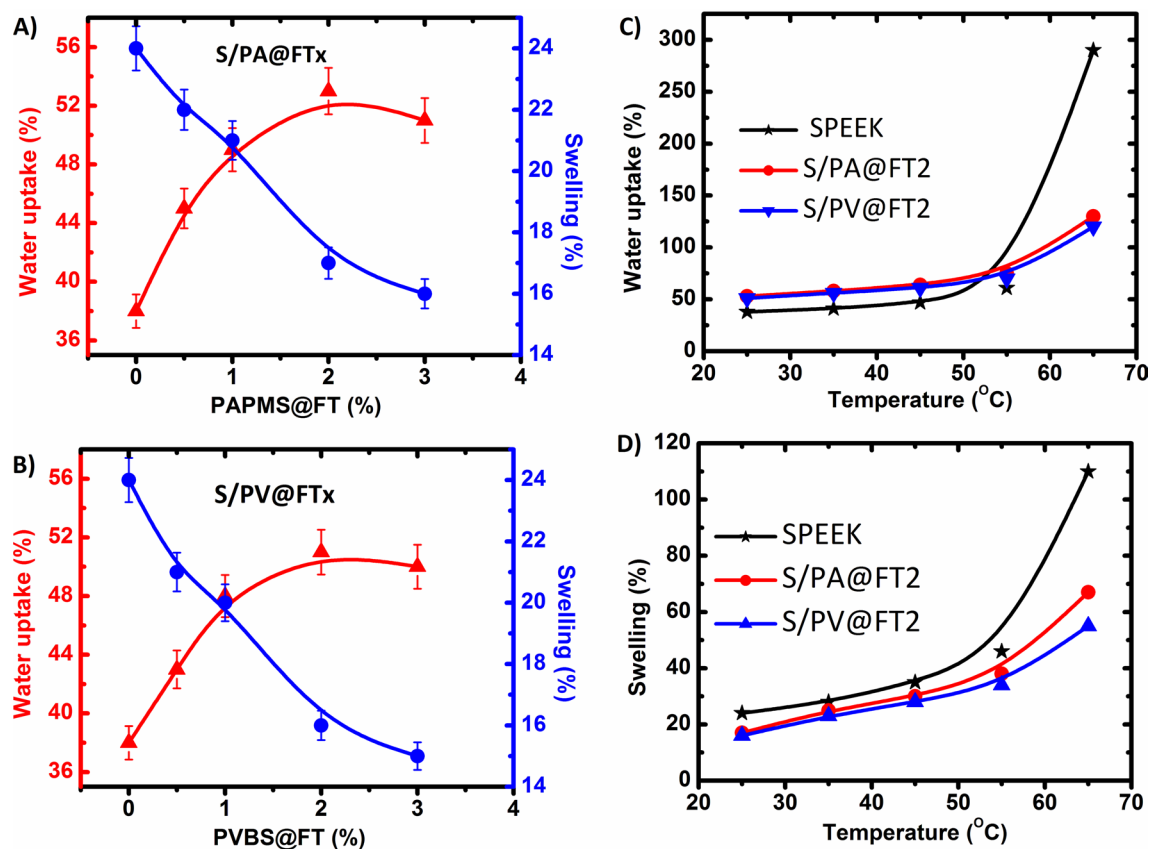 A)
S/PA@FTx
Water uptake (%)
56
52
48
44
40
36
Swelling (%)
24
22
20
18
16
14
0 1 2 3 4
PAPMS@FT (%)
B)
S/PV@FTx
Water uptake (%)
56
52
48
44
40
36
Swelling (%)
24
22
20
18
16
14
0 1 2 3 4
PVBS@FT (%)
C)
Water uptake (%)
300
250
200
150
100
50
0
SPEEK
S/PA@FT2
S/PV@FT2
20 30 40 50 60 70
Temperature (°C)
D)
Swelling (%)
120
100
80
60
40
20
0
SPEEK
S/PA@FT2
S/PV@FT2
20 30 40 50 60 70
Temperature (°C)